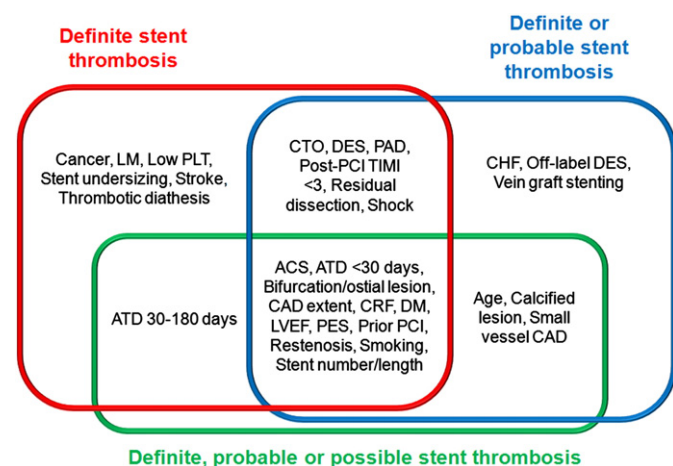 Definite stent
thrombosis
Definite or
probable stent
thrombosis
Cancer, LM, Low PLT,
Stent undersizing, Stroke,
Thrombotic diathesis
CTO, DES, PAD,
Post-PCI TIMI
<3, Residual
dissection, Shock
CHF, Off-label DES,
Vein graft stenting
ATD 30-180 days
ACS, ATD <30 days,
Bifurcation/ostial lesion,
CAD extent, CRF, DM,
LVEF, PES, Prior PCI,
Restenosis, Smoking,
Stent number/length
Age, Calcified
lesion, Small
vessel CAD
Definite, probable or possible stent thrombosis